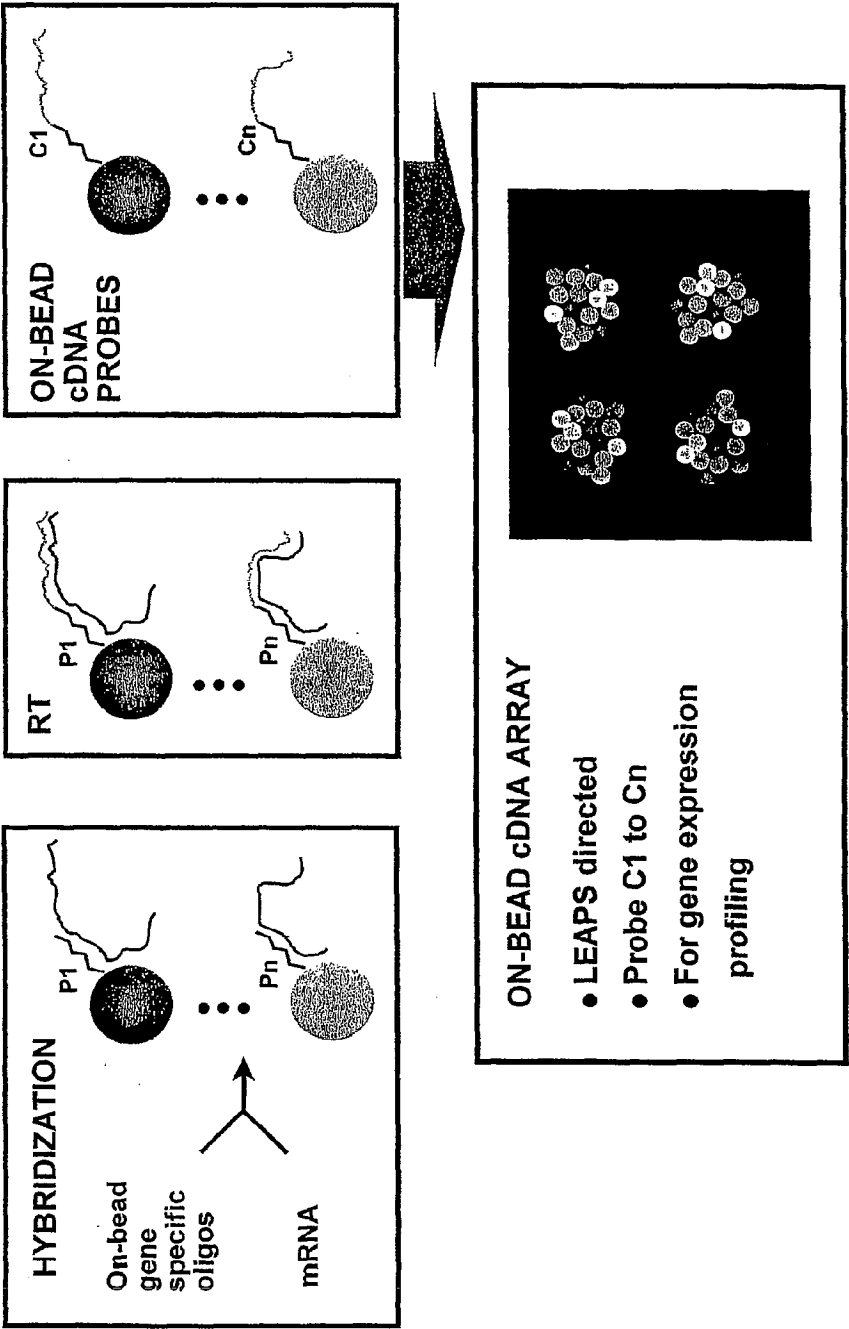 HYBRIDIZATION
On-bead
gene
specific
oligos
mRNA
P1
Pn
RT
P1
Pn
ON-BEAD
cDNA
PROBES
C1
Cn
ON-BEAD cDNA ARRAY
● LEAPS directed
● Probe C1 to Cn
● For gene expression
profiling